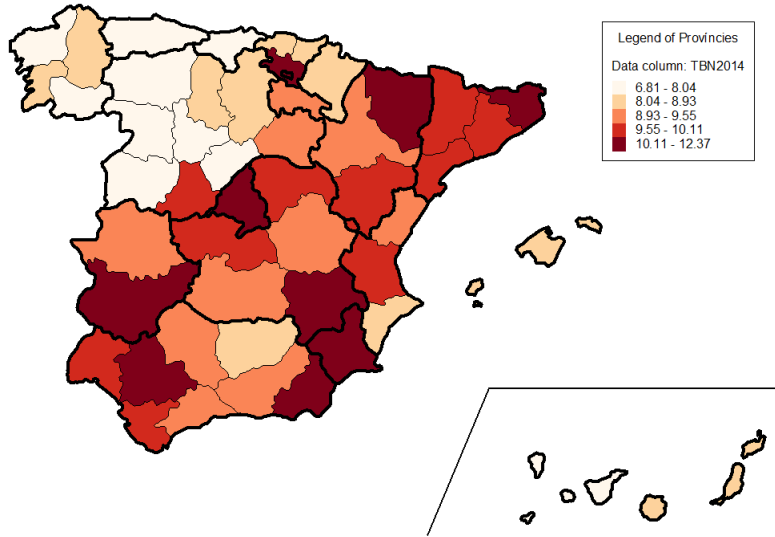 Legend of Províncies
Data column: TBN2014
6.81 - 8.04
8.04 - 8.93
8.93 - 9.55
9.55 - 10.11
10.11 - 12.37